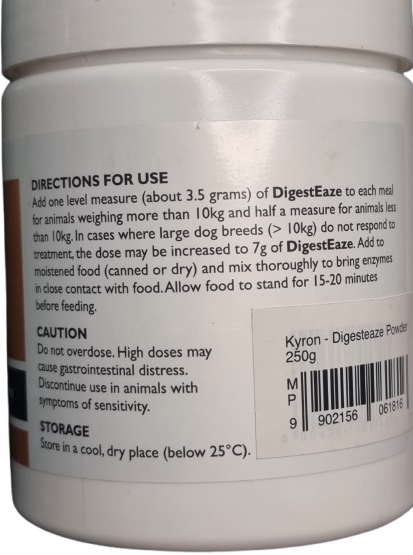 DIRECTIONS FOR USE
Add one level measure (about 3.5 grams) of DigestEaze to each meal
for animals weighing more than 10kg and half a measure for animals less
than 10kg. In cases where large dog breeds (> 10kg) do not respond to
treatment, the dose may be increased to 7g of DigestEaze. Add to
moistened food (canned or dry) and mix thoroughly to bring enzymes
in close contact with food. Allow food to stand for 15-20 minutes
before feeding.
CAUTION
Do not overdose. High doses may
cause gastrointestinal distress.
Discontinue use in animals with
symptoms of sensitivity.
STORAGE
Store in a cool, dry place (below 25°C).
Kyron - Digesteaze Powder
250g
M
P
9 902156 061816